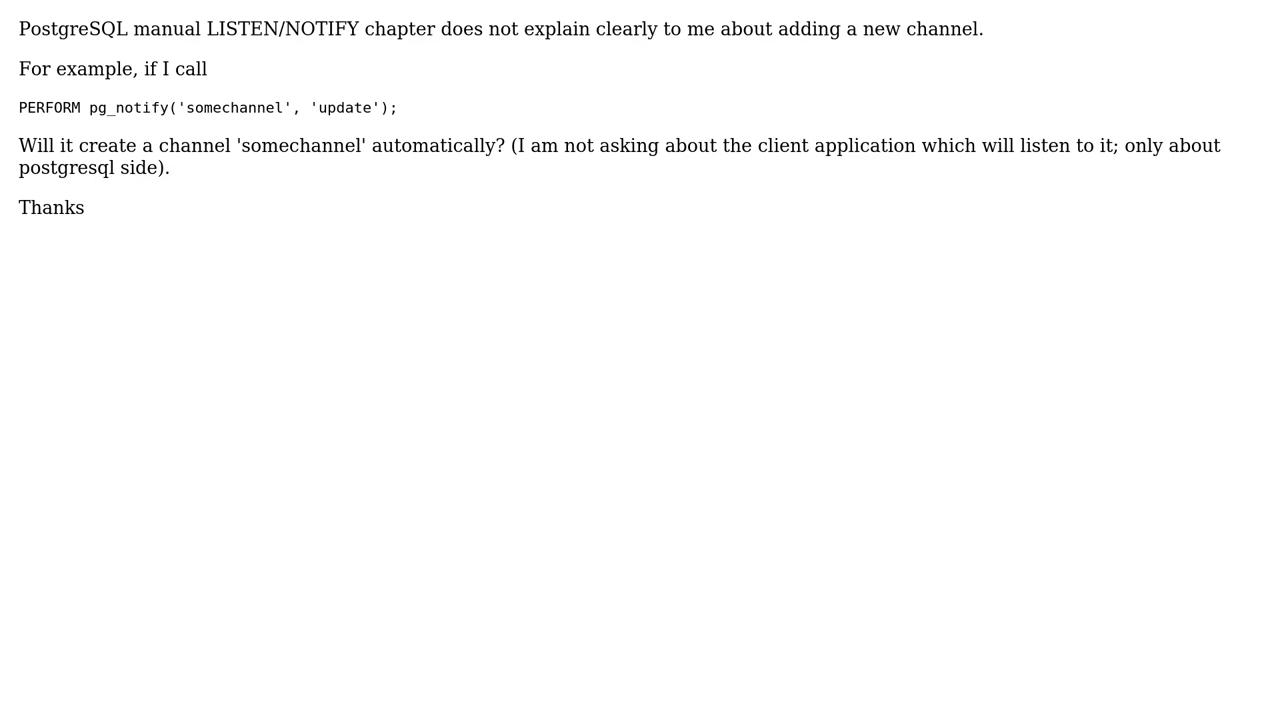 PostgreSQL manual LISTEN/NOTIFY chapter does not explain clearly to me about adding a new channel.
For example, if I call
PERFORM pg_notify('somechannel', 'update');
Will it create a channel 'somechannel' automatically? (I am not asking about the client application which will listen to it; only about
postgresql side).
Thanks